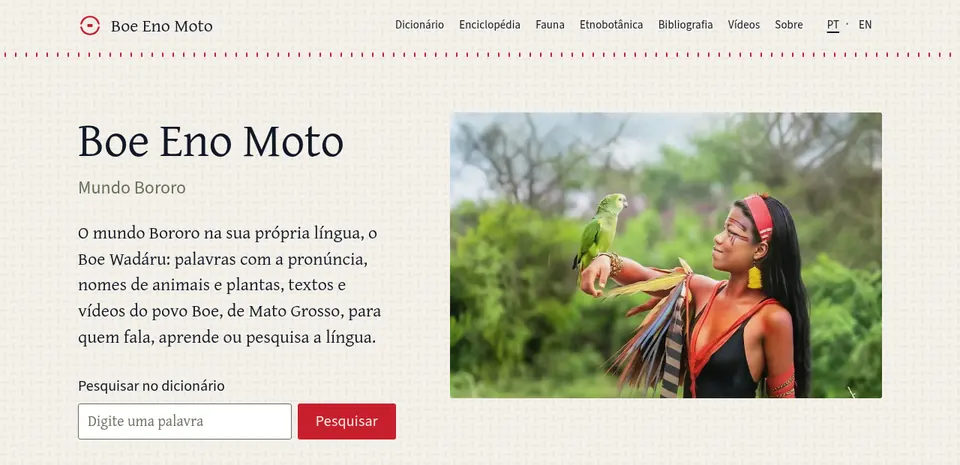 Boe Eno Moto
Dicionário Enciclopédia Fauna Etnobotânica Bibliografia Vídeos Sobre PT · EN
Boe Eno Moto
Mundo Bororo
O mundo Bororo na sua própria língua, o
Boe Wadáru: palavras com a pronúncia,
nomes de animais e plantas, textos e
vídeos do povo Boe, de Mato Grosso, para
quem fala, aprende ou pesquisa a língua.
Pesquisar no dicionário
Digite uma palavra
Pesquisar